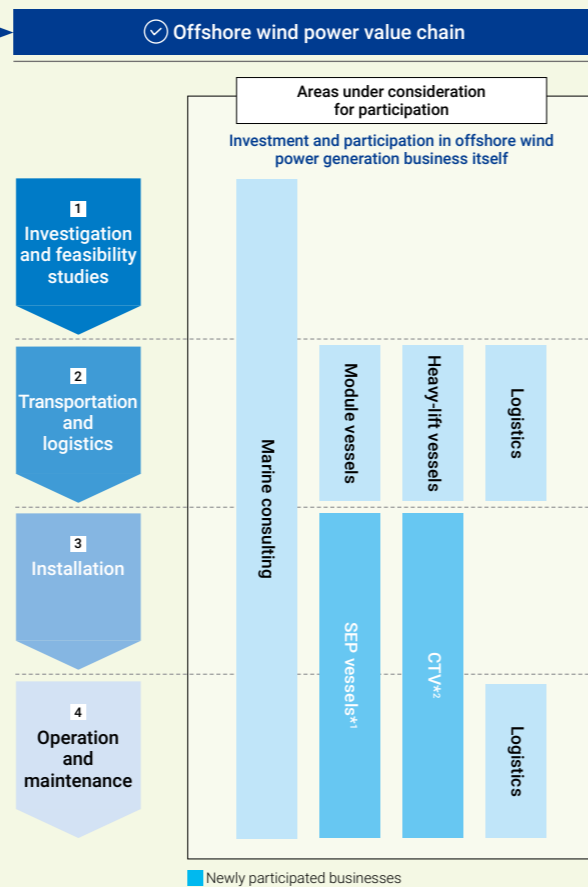 Offshore wind power value chain
Areas under consideration
for participation
Investment and participation in offshore wind
power generation business itself
1
Investigation
and feasibility
studies
2
Transportation
and
logistics
3
Installation
4
Operation
and
maintenance
Marine consulting
Module vessels
Heavy-lift vessels
Logistics
SEP vessels*1
CTV*2
Logistics
Newly participated businesses